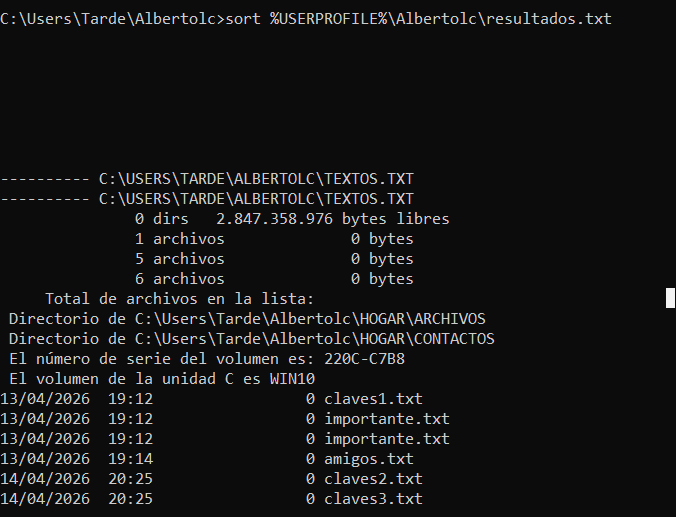 C:\Users\Tarde\Albertolc>sort %USERPROFILE%\Albertolc\resultados.txt
---------- C:\USERS\TARDE\ALBERTOLC\TEXTOS.TXT
---------- C:\USERS\TARDE\ALBERTOLC\TEXTOS.TXT
0 dirs   2.847.358.976 bytes libres
1 archivos              0 bytes
5 archivos              0 bytes
6 archivos              0 bytes
Total de archivos en la lista:
Directorio de C:\Users\Tarde\Albertolc\HOGAR\ARCHIVOS
Directorio de C:\Users\Tarde\Albertolc\HOGAR\CONTACTOS
El número de serie del volumen es: 220C-C7B8
El volumen de la unidad C es WIN10
13/04/2026  19:12                 0 claves1.txt
13/04/2026  19:12                 0 importante.txt
13/04/2026  19:12                 0 importante.txt
13/04/2026  19:14                 0 amigos.txt
14/04/2026  20:25                 0 claves2.txt
14/04/2026  20:25                 0 claves3.txt